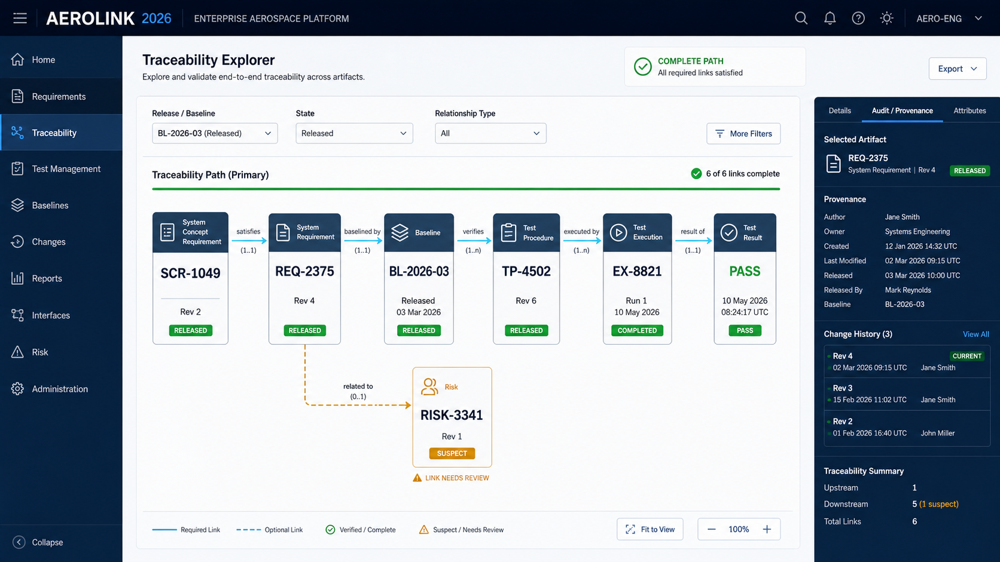 AEROLINK 2026
ENTERPRISE AEROSPACE PLATFORM
AERO-ENG
Home
Requirements
Traceability
Test Management
Baselines
Changes
Reports
Interfaces
Risk
Administration
Collapse
Traceability Explorer
Explore and validate end-to-end traceability across artifacts.
COMPLETE PATH
All required links satisfied
Export
Release / Baseline
BL-2026-03 (Released)
State
Released
Relationship Type
All
More Filters
Traceability Path (Primary)
6 of 6 links complete
System
Concept
Requirement
SCR-1049
Rev 2
RELEASED
satisfies
(1..1)
System
Requirement
REQ-2375
Rev 4
RELEASED
baselined by
(1..1)
Baseline
BL-2026-03
Released
03 Mar 2026
RELEASED
verifies
(1..n)
Test
Procedure
TP-4502
Rev 6
RELEASED
executed by
(1..n)
Test
Execution
EX-8821
Run 1
10 May 2026
COMPLETED
result of
(1..1)
Test
Result
PASS
10 May 2026
08:24:17 UTC
PASS
related to
(0..1)
Risk
RISK-3341
Rev 1
SUSPECT
LINK NEEDS REVIEW
Required Link
Optional Link
Verified / Complete
Suspect / Needs Review
Fit to View
100%
Details
Audit / Provenance
Attributes
Selected Artifact
REQ-2375
System Requirement | Rev 4
RELEASED
Provenance
Author Jane Smith
Owner Systems Engineering
Created 12 Jan 2026 14:32 UTC
Last Modified 02 Mar 2026 09:15 UTC
Released 03 Mar 2026 10:00 UTC
Released By Mark Reynolds
Baseline BL-2026-03
Change History (3) View All
Rev 4 CURRENT
02 Mar 2026 09:15 UTC Jane Smith
Rev 3
15 Feb 2026 11:02 UTC Jane Smith
Rev 2
01 Feb 2026 16:40 UTC John Miller
Traceability Summary
Upstream 1
Downstream 5 (1 suspect)
Total Links 6